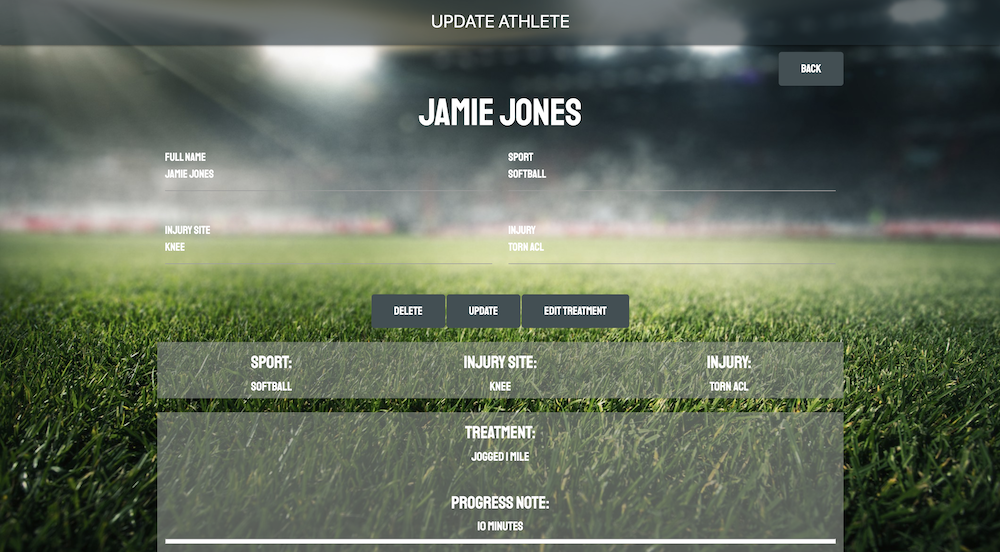 UPDATE ATHLETE
BACK
JAMIE JONES
FULL NAME
JAMIE JONES
SPORT
SOFTBALL
INJURY SITE
KNEE
INJURY
TORN ACL
DELETE
UPDATE
EDIT TREATMENT
SPORT:
SOFTBALL
INJURY SITE:
KNEE
INJURY:
TORN ACL
TREATMENT:
JOGGED 1 MILE
PROGRESS NOTE:
10 MINUTES